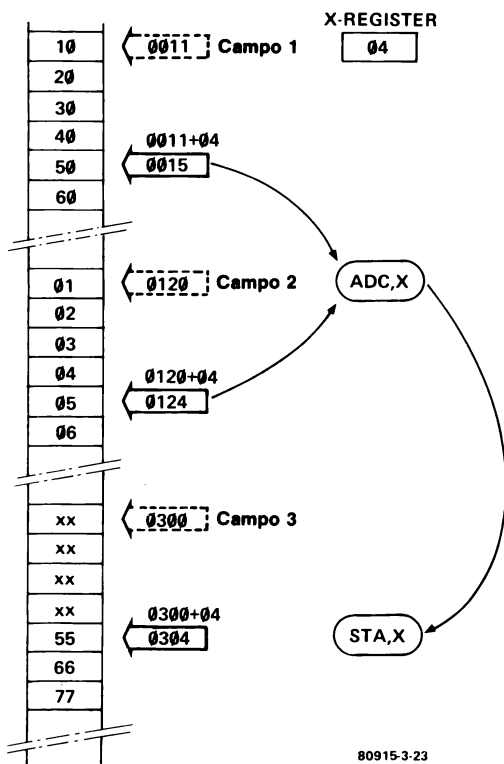 X-REGISTER
10 0011 Campo 1 04
20
30
40 0011+04
50 0015
60
01 0120 Campo 2 ADC,X
02
03
04 0120+04
05 0124
06
xx 0300 Campo 3
xx
xx
xx 0300+04
55 0304 STA,X
66
77
80915-3-23